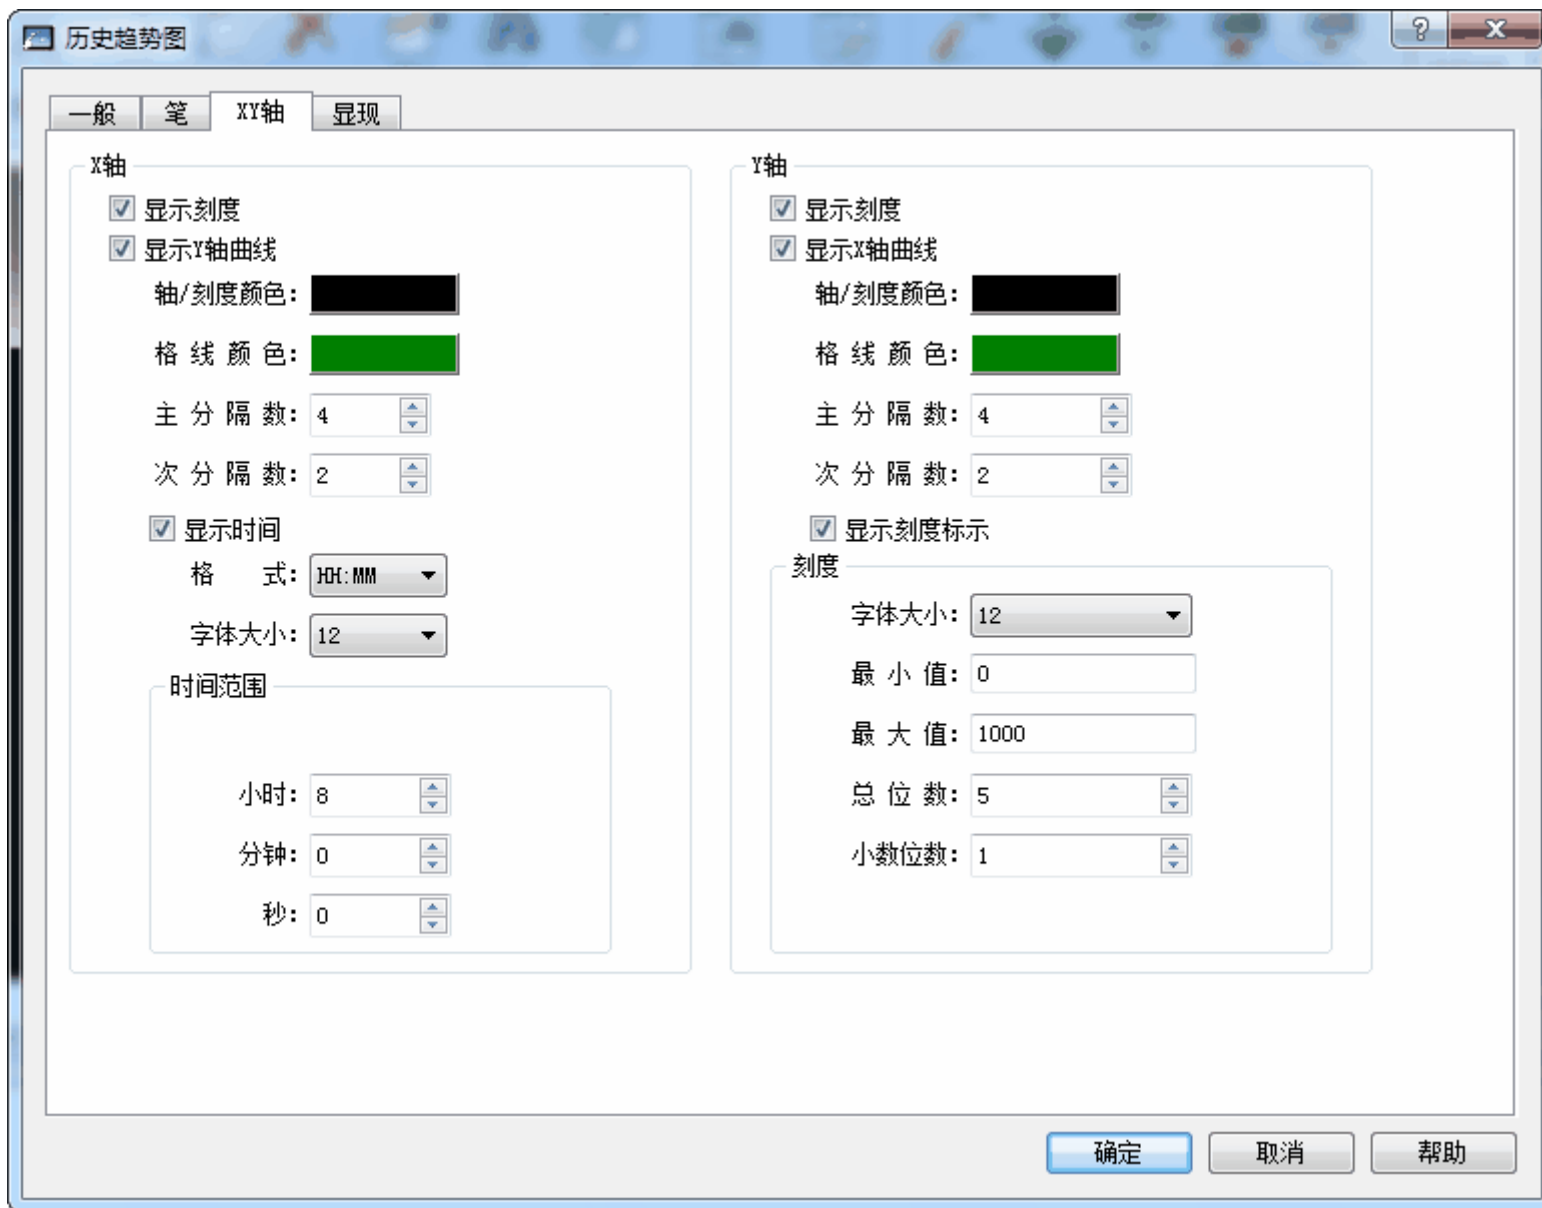 历史趋势图
一般 笔 XY轴 显现
X轴
显示刻度
显示Y轴曲线
轴/刻度颜色:
格线颜色:
主分隔数: 4
次分隔数: 2
显示时间
格 式: HH:MM
字体大小: 12
时间范围
小时: 8
分钟: 0
秒: 0
Y轴
显示刻度
显示X轴曲线
轴/刻度颜色:
格线颜色:
主分隔数: 4
次分隔数: 2
显示刻度标示
刻度
字体大小: 12
最小值: 0
最大值: 1000
总位数: 5
小数位数: 1
确定 取消 帮助